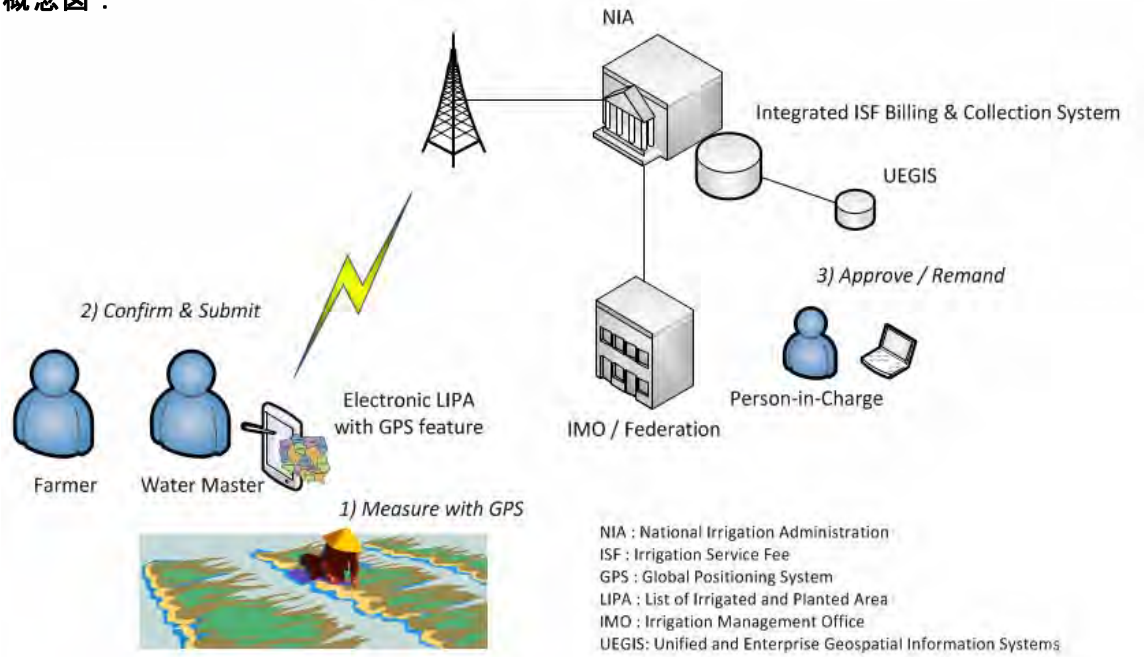 概念図：
NIA
Integrated ISF Billing & Collection System
UEGIS
3) Approve / Remand
2) Confirm & Submit
Electronic LIPA
with GPS feature
Person-in-Charge
IMO / Federation
Farmer
Water Master
1) Measure with GPS
NIA : National Irrigation Administration
ISF : Irrigation Service Fee
GPS : Global Positioning System
LIPA : List of Irrigated and Planted Area
IMO : Irrigation Management Office
UEGIS: Unified and Enterprise Geospatial Information Systems